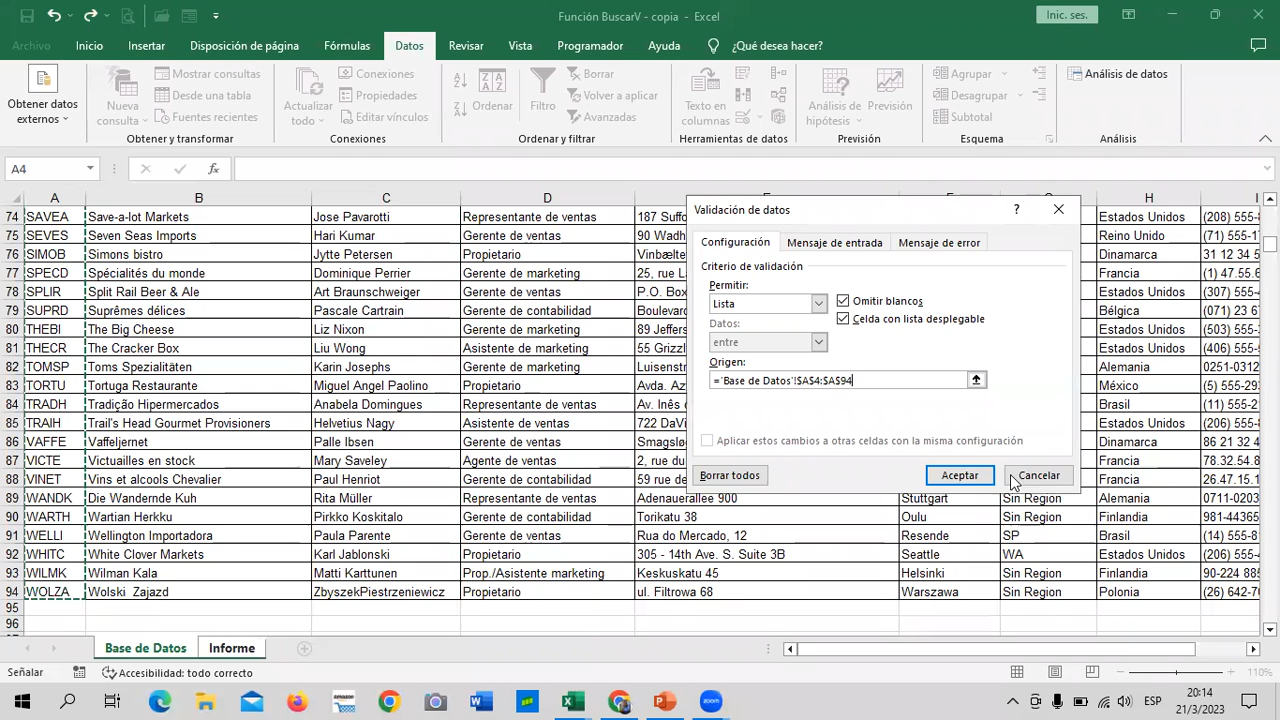 Función BuscarV - copia - Excel
Inic. ses.
Archivo Inicio Insertar Disposición de página Fórmulas Datos Revisar Vista Programador Ayuda ¿Qué desea hacer?
Obtener datos externos
Nueva consulta
Mostrar consultas
Desde una tabla
Fuentes recientes
Obtener y transformar
Actualizar todo
Conexiones
Propiedades
Editar vínculos
Conexiones
Ordenar
Filtro
Borrar
Volver a aplicar
Avanzadas
Ordenar y filtrar
Texto en columnas
Herramientas de datos
Análisis de hipótesis
Previsión
Previsión
Agrupar
Desagrupar
Subtotal
Esquema
Análisis de datos
Análisis
A4
fx
A B C D E F G H I
74 SAVEA Save-a-lot Markets Jose Pavarotti Representante de ventas 187 Suffo Estados Unidos (208) 555-
75 SEVES Seven Seas Imports Hari Kumar Gerente de ventas 90 Wadh Reino Unido (71) 555-1
76 SIMOB Simons bistro Jytte Petersen Propietario Vinbælte Dinamarca 31 12 34 5
77 SPECD Spécialités du monde Dominique Perrier Gerente de marketing 25, rue L Francia (1) 47.55.6
78 SPLIR Split Rail Beer & Ale Art Braunschweiger Gerente de ventas P.O. Box Estados Unidos (307) 555-
79 SUPRD Suprêmes délices Pascale Cartrain Gerente de contabilidad Boulevard Bélgica (071) 23 6
80 THEBI The Big Cheese Liz Nixon Gerente de marketing 89 Jeffers Estados Unidos (503) 555-
81 THECR The Cracker Box Liu Wong Asistente de marketing 55 Grizzly Estados Unidos (406) 555-
82 TOMSP Toms Spezialitäten Karin Josephs Gerente de marketing Luisenstr Alemania
83 TORTU Tortuga Restaurante Miguel Angel Paolino Propietario Avda. Az México
84 TRADH Tradição Hipermercados Anabela Domingues Representante de ventas Av. Inês d Brasil (11) 555-2
85 TRAIH Trail's Head Gourmet Provisioners Helvetius Nagy Asistente de ventas 722 DaVi Estados Unidos (206) 555-
86 VAFFE Vaffeljernet Palle Ibsen Gerente de ventas Smagsløg Dinamarca 86 21 32 4
87 VICTE Victuailles en stock Mary Saveley Agente de ventas 2, rue du Francia 78.32.54.8
88 VINET Vins et alcools Chevalier Paul Henriot Gerente de contabilidad 59 rue de Francia
89 WANDK Die Wandernde Kuh Rita Müller Representante de ventas Adenauerallee 900 Stuttgart Sin Region Alemania 0711-0203
90 WARTH Wartian Herkku Pirkko Koskitalo Gerente de contabilidad Torikatu 38 Oulu Sin Region Finlandia 981-44365
91 WELLI Wellington Importadora Paula Parente Gerente de ventas Rua do Mercado, 12 Resende SP Brasil (14) 555-8
92 WHITC White Clover Markets Karl Jablonski Propietario 305 - 14th Ave. S. Suite 3B Seattle WA Estados Unidos (206) 555-
93 WILMK Wilman Kala Matti Karttunen Prop./Asistente marketing Keskuskatu 45 Helsinki Sin Region Finlandia 90-224 885
94 WOLZA Wolski Zajazd ZbyszekPiestrzeniewicz Propietario ul. Filtrowa 68 Warszawa Sin Region Polonia (26) 642-70
95
96
Validación de datos
? ×
Configuración Mensaje de entrada Mensaje de error
Criterio de validación
Permitir:
Lista
Omitir blancos
Celda con lista desplegable
Datos:
entre
Origen:
='Base de Datos'!$A$4:$A$94
Aplicar estos cambios a otras celdas con la misma configuración
Borrar todos Aceptar Cancelar
Base de Datos Informe
Señalar Accesibilidad: todo correcto 110%
ESP 20:14
21/3/2023